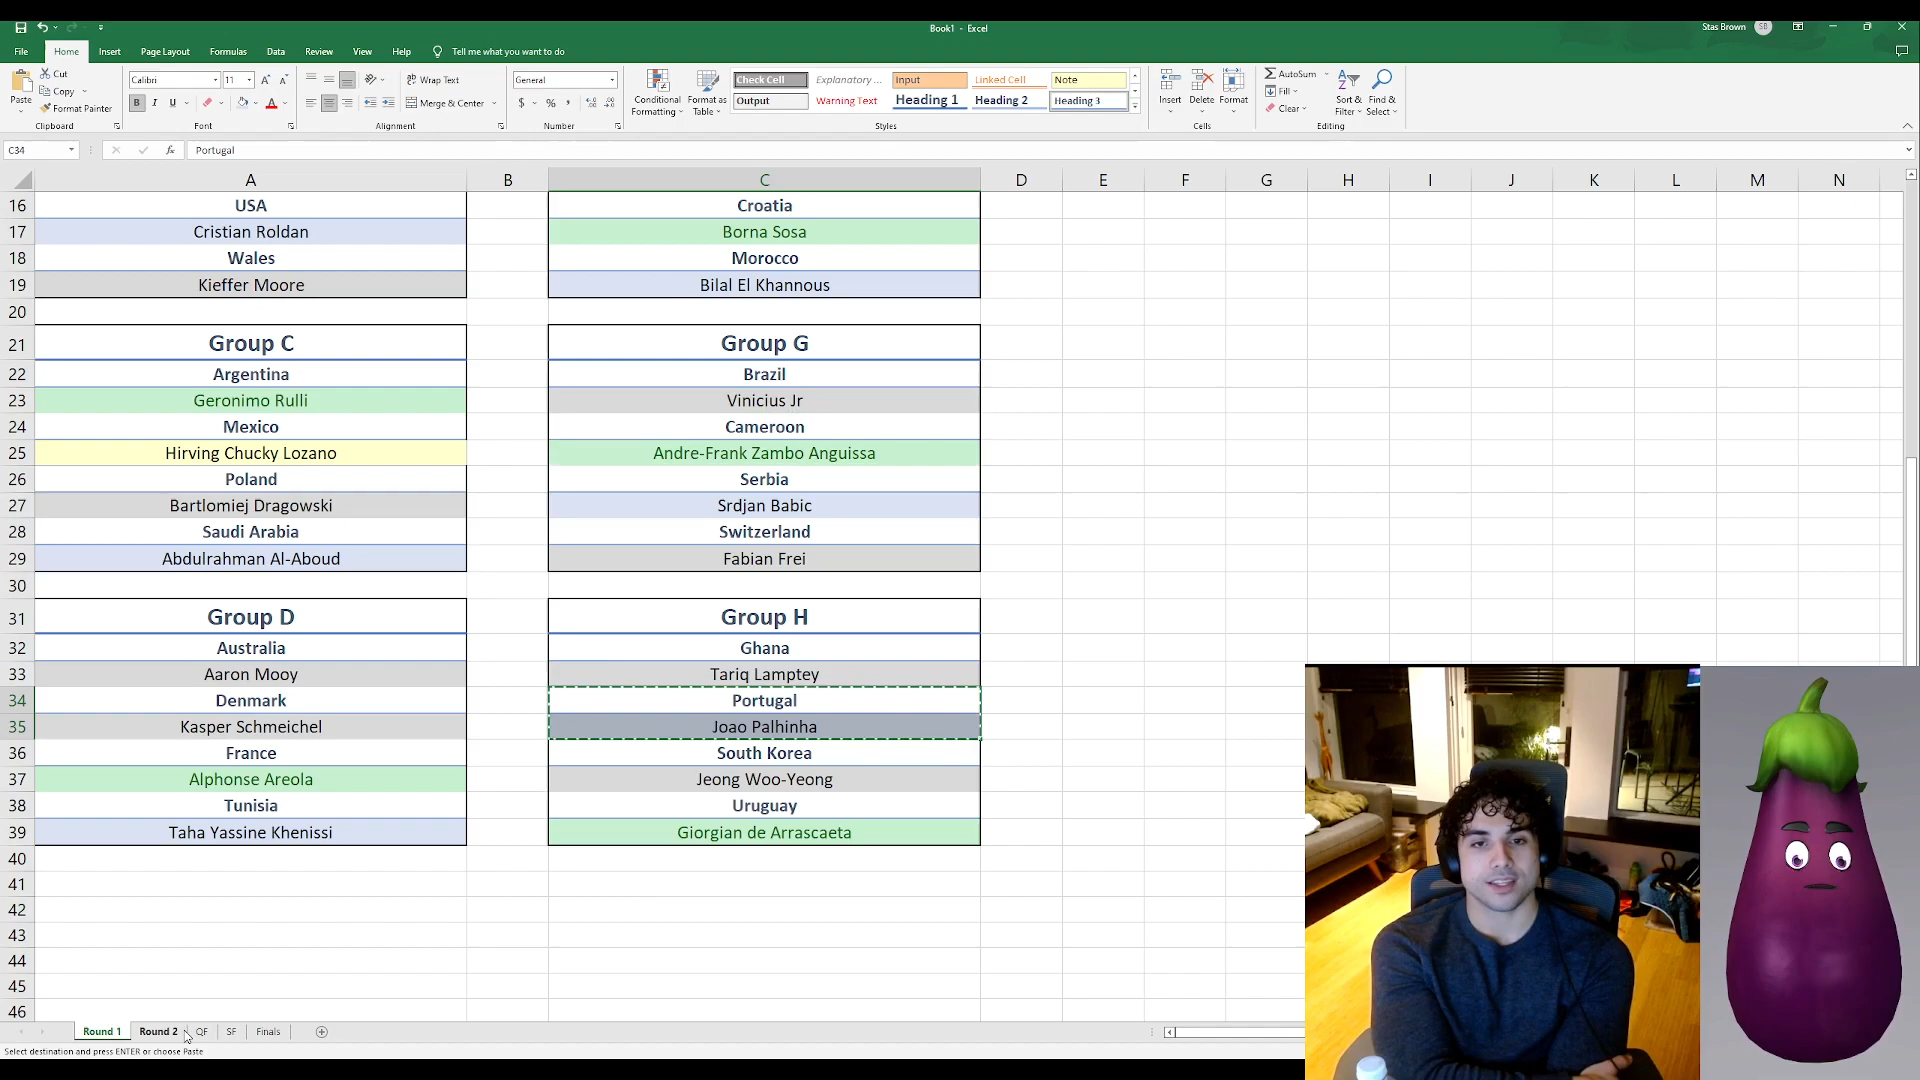 Book1 - Excel
Stas Brown
SB
File Home Insert Page Layout Formulas Data Review View Help Tell me what you want to do
Paste
Cut
Copy
Format Painter
Clipboard
Calibri 11
B I U
Font
Wrap Text
Merge & Center
Alignment
General
$ % ,
Number
Conditional Formatting
Format as Table
Check Cell Explanatory ... Input Linked Cell Note
Output Warning Text Heading 1 Heading 2 Heading 3
Styles
Insert Delete Format
Cells
AutoSum
Fill
Clear
Sort & Filter
Find & Select
Editing
C34 fx Portugal
A B C D E F G H I J K L M N
16 USA Croatia
17 Cristian Roldan Borna Sosa
18 Wales Morocco
19 Kieffer Moore Bilal El Khannous
20
21 Group C Group G
22 Argentina Brazil
23 Geronimo Rulli Vinicius Jr
24 Mexico Cameroon
25 Hirving Chucky Lozano Andre-Frank Zambo Anguissa
26 Poland Serbia
27 Bartlomiej Dragowski Srdjan Babic
28 Saudi Arabia Switzerland
29 Abdulrahman Al-Aboud Fabian Frei
30
31 Group D Group H
32 Australia Ghana
33 Aaron Mooy Tariq Lamptey
34 Denmark Portugal
35 Kasper Schmeichel Joao Palhinha
36 France South Korea
37 Alphonse Areola Jeong Woo-Yeong
38 Tunisia Uruguay
39 Taha Yassine Khenissi Giorgian de Arrascaeta
40
41
42
43
44
45
46
Round 1 Round 2 QF SF Finals
Select destination and press ENTER or choose Paste